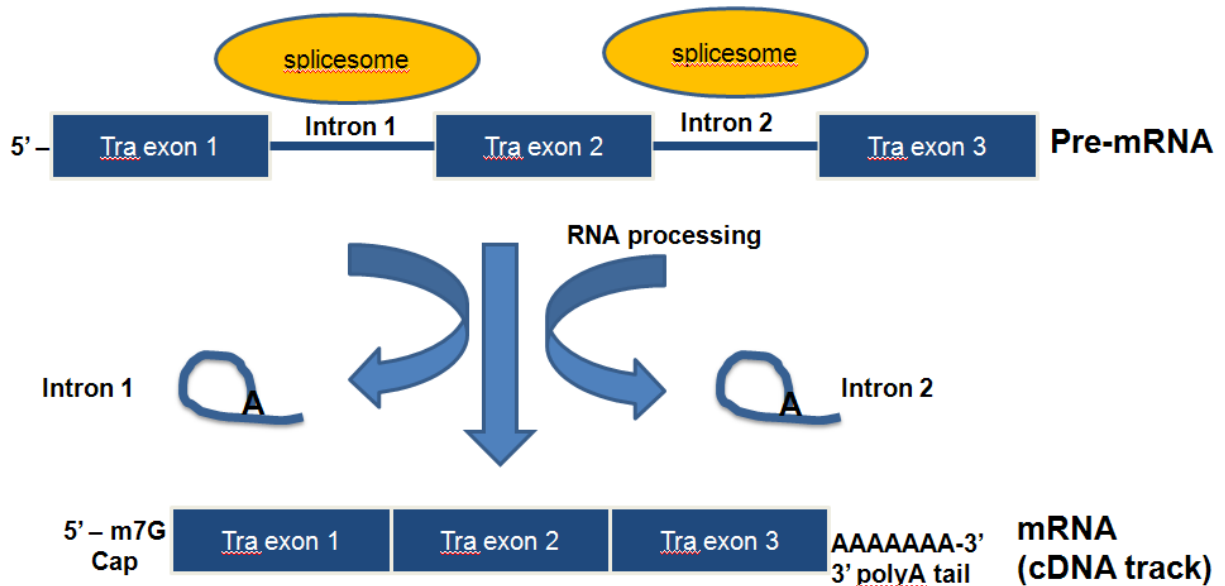 splicesome
splicesome
Intron 1
Intron 2
5’ –
Tra exon 1
Tra exon 2
Tra exon 3
Pre-mRNA
RNA processing
Intron 1
A
A
Intron 2
5’ – m7G
Cap
Tra exon 1
Tra exon 2
Tra exon 3
AAAAAAA-3’
3’ polyA tail
mRNA
(cDNA track)